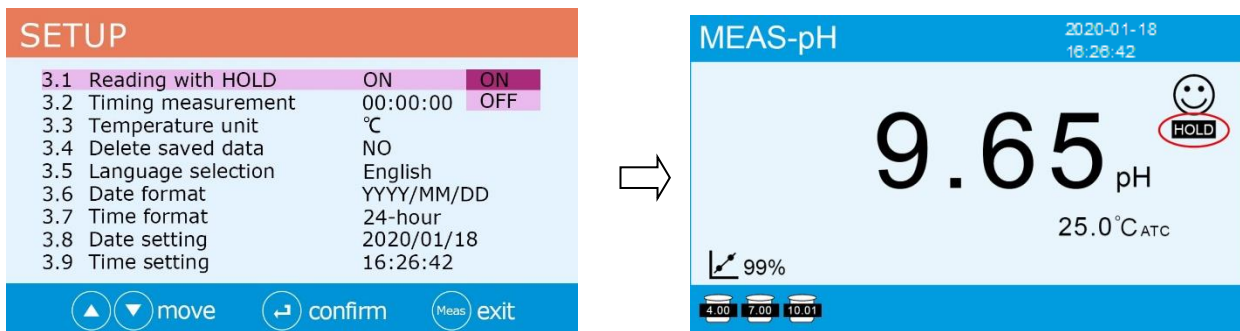 SETUP
3.1 Reading with HOLD ON ON
3.2 Timing measurement 00:00:00 OFF
3.3 Temperature unit ℃
3.4 Delete saved data NO
3.5 Language selection English
3.6 Date format YYYY/MM/DD
3.7 Time format 24-hour
3.8 Date setting 2020/01/18
3.9 Time setting 16:26:42
move confirm Meas exit
MEAS-pH
2020-01-18
16:26:42
HOLD
9.65 pH
25.0℃ ATC
99%
4.00 7.00 10.01